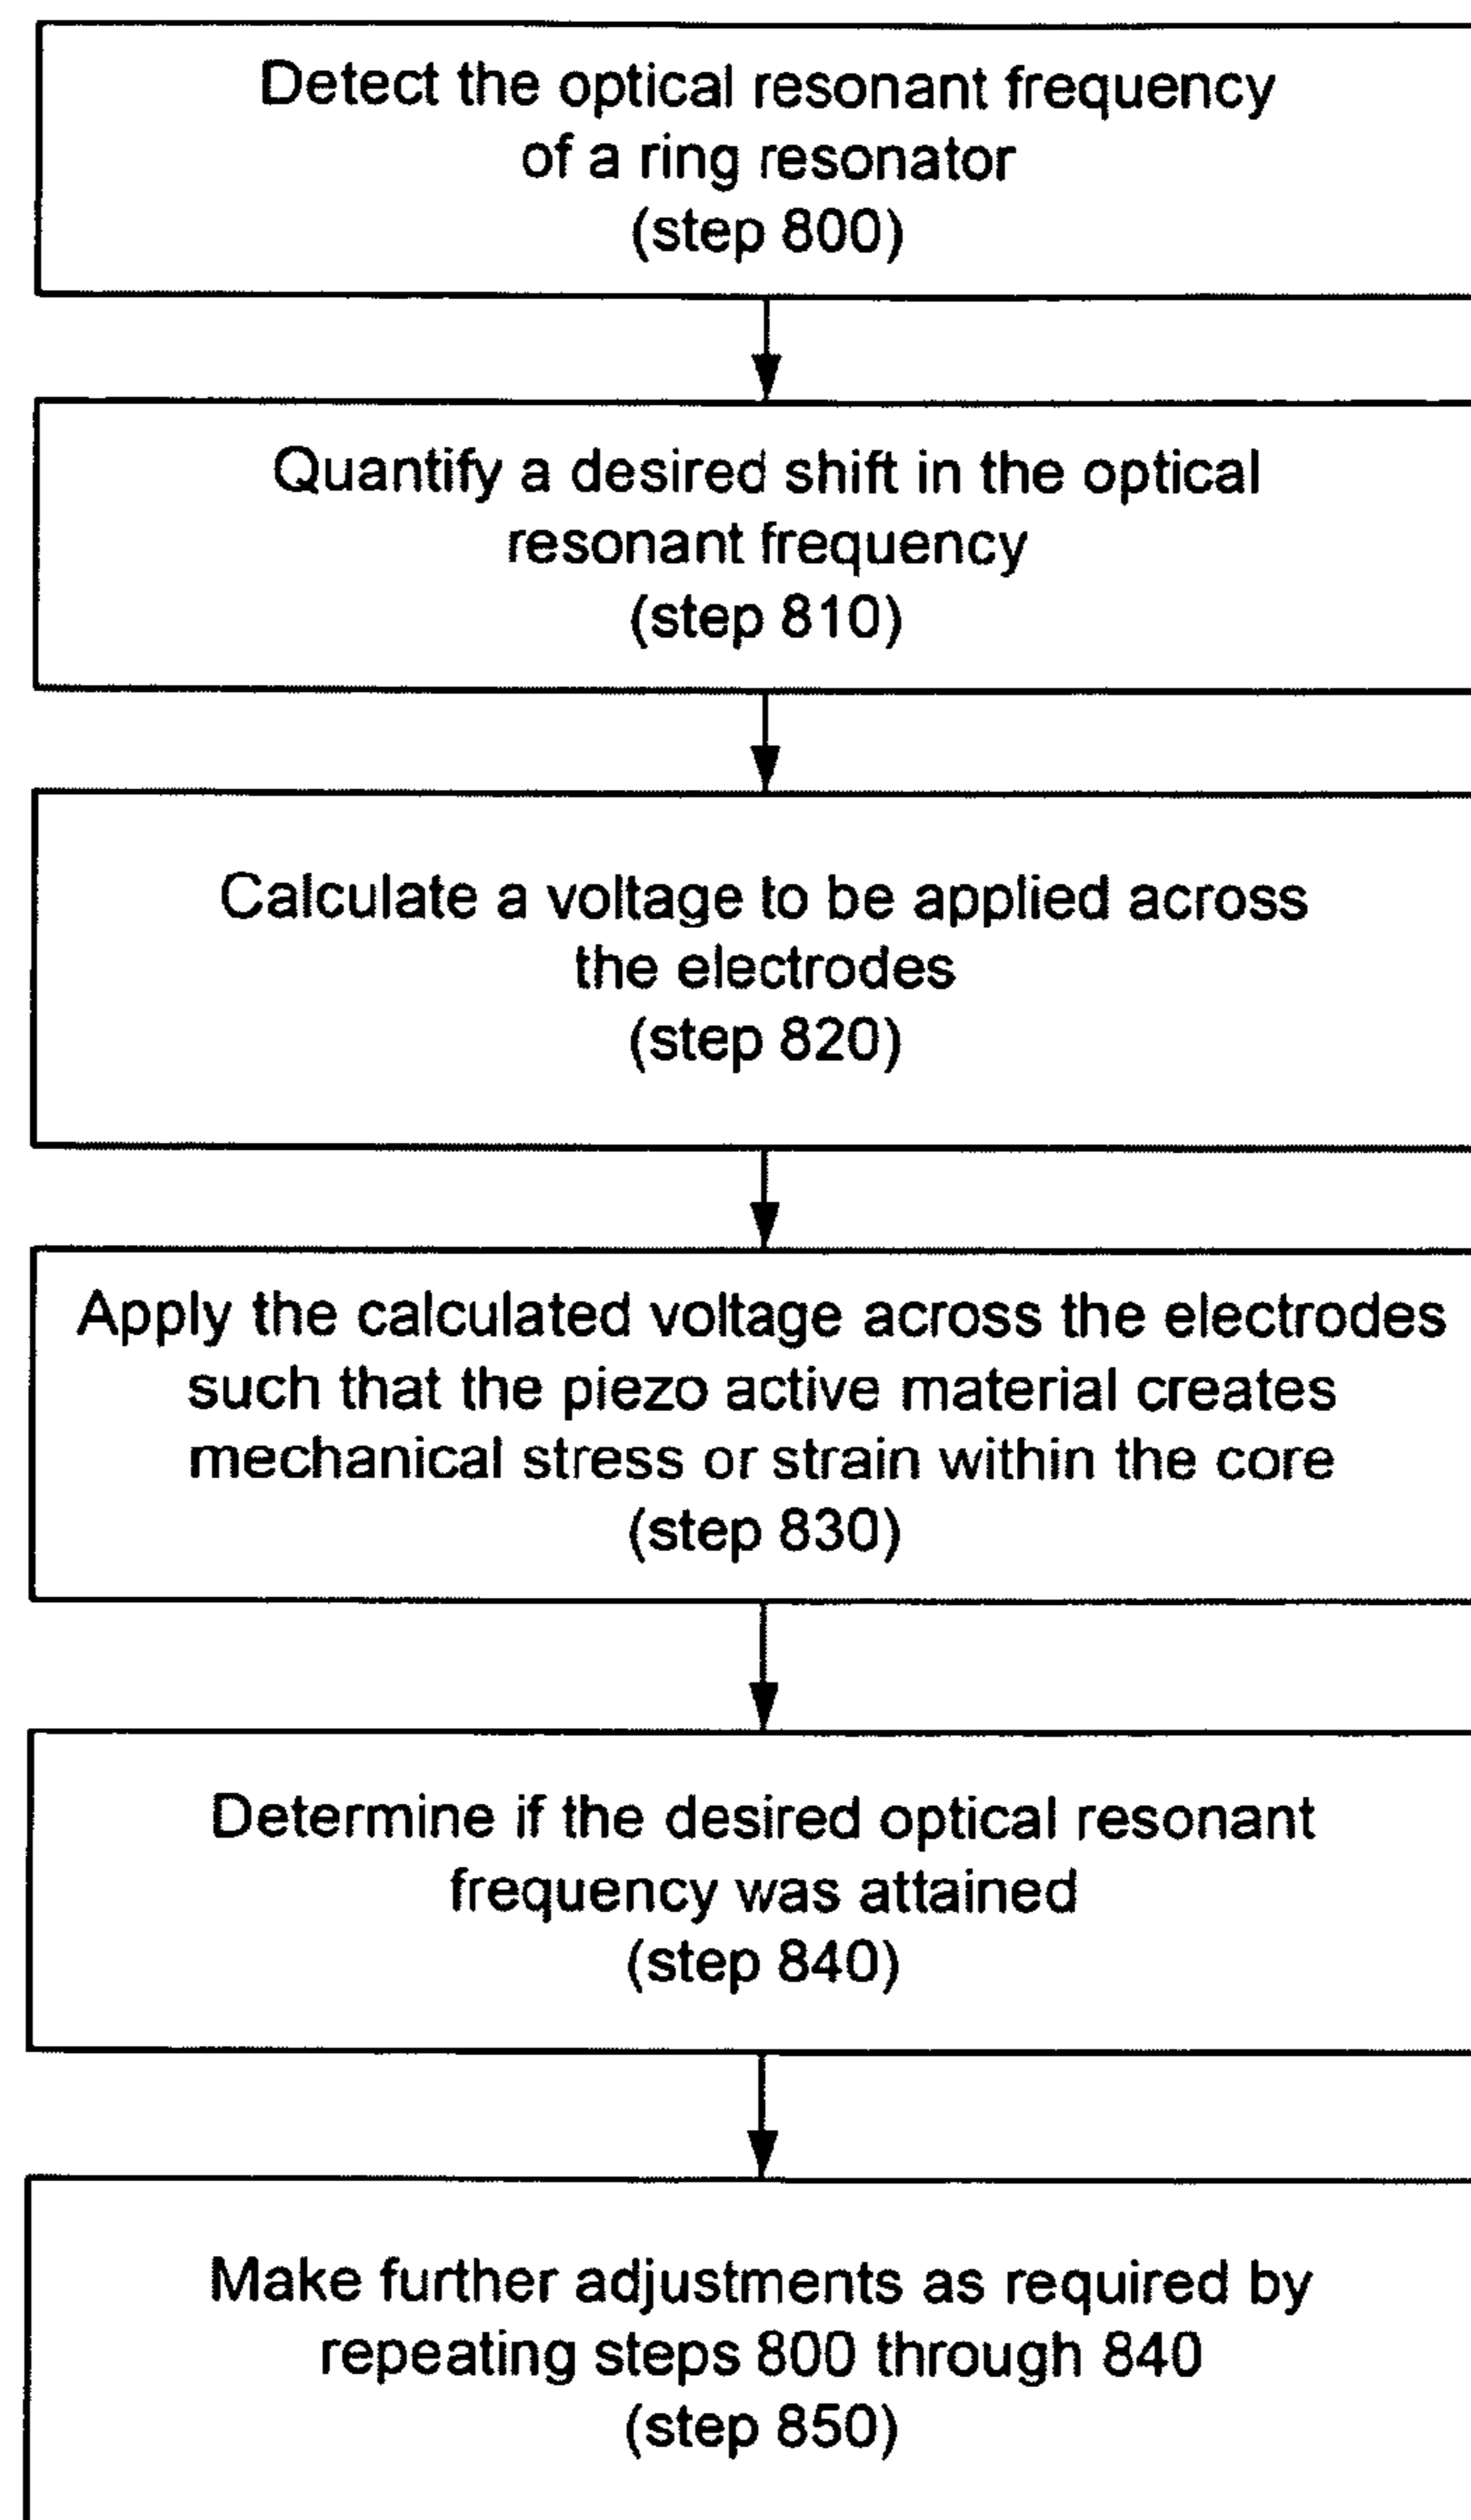 Detect the optical resonant frequency
of a ring resonator
(step 800)
Quantify a desired shift in the optical
resonant frequency
(step 810)
Calculate a voltage to be applied across
the electrodes
(step 820)
Apply the calculated voltage across the electrodes
such that the piezo active material creates
mechanical stress or strain within the core
(step 830)
Determine if the desired optical resonant
frequency was attained
(step 840)
Make further adjustments as required by
repeating steps 800 through 840
(step 850)